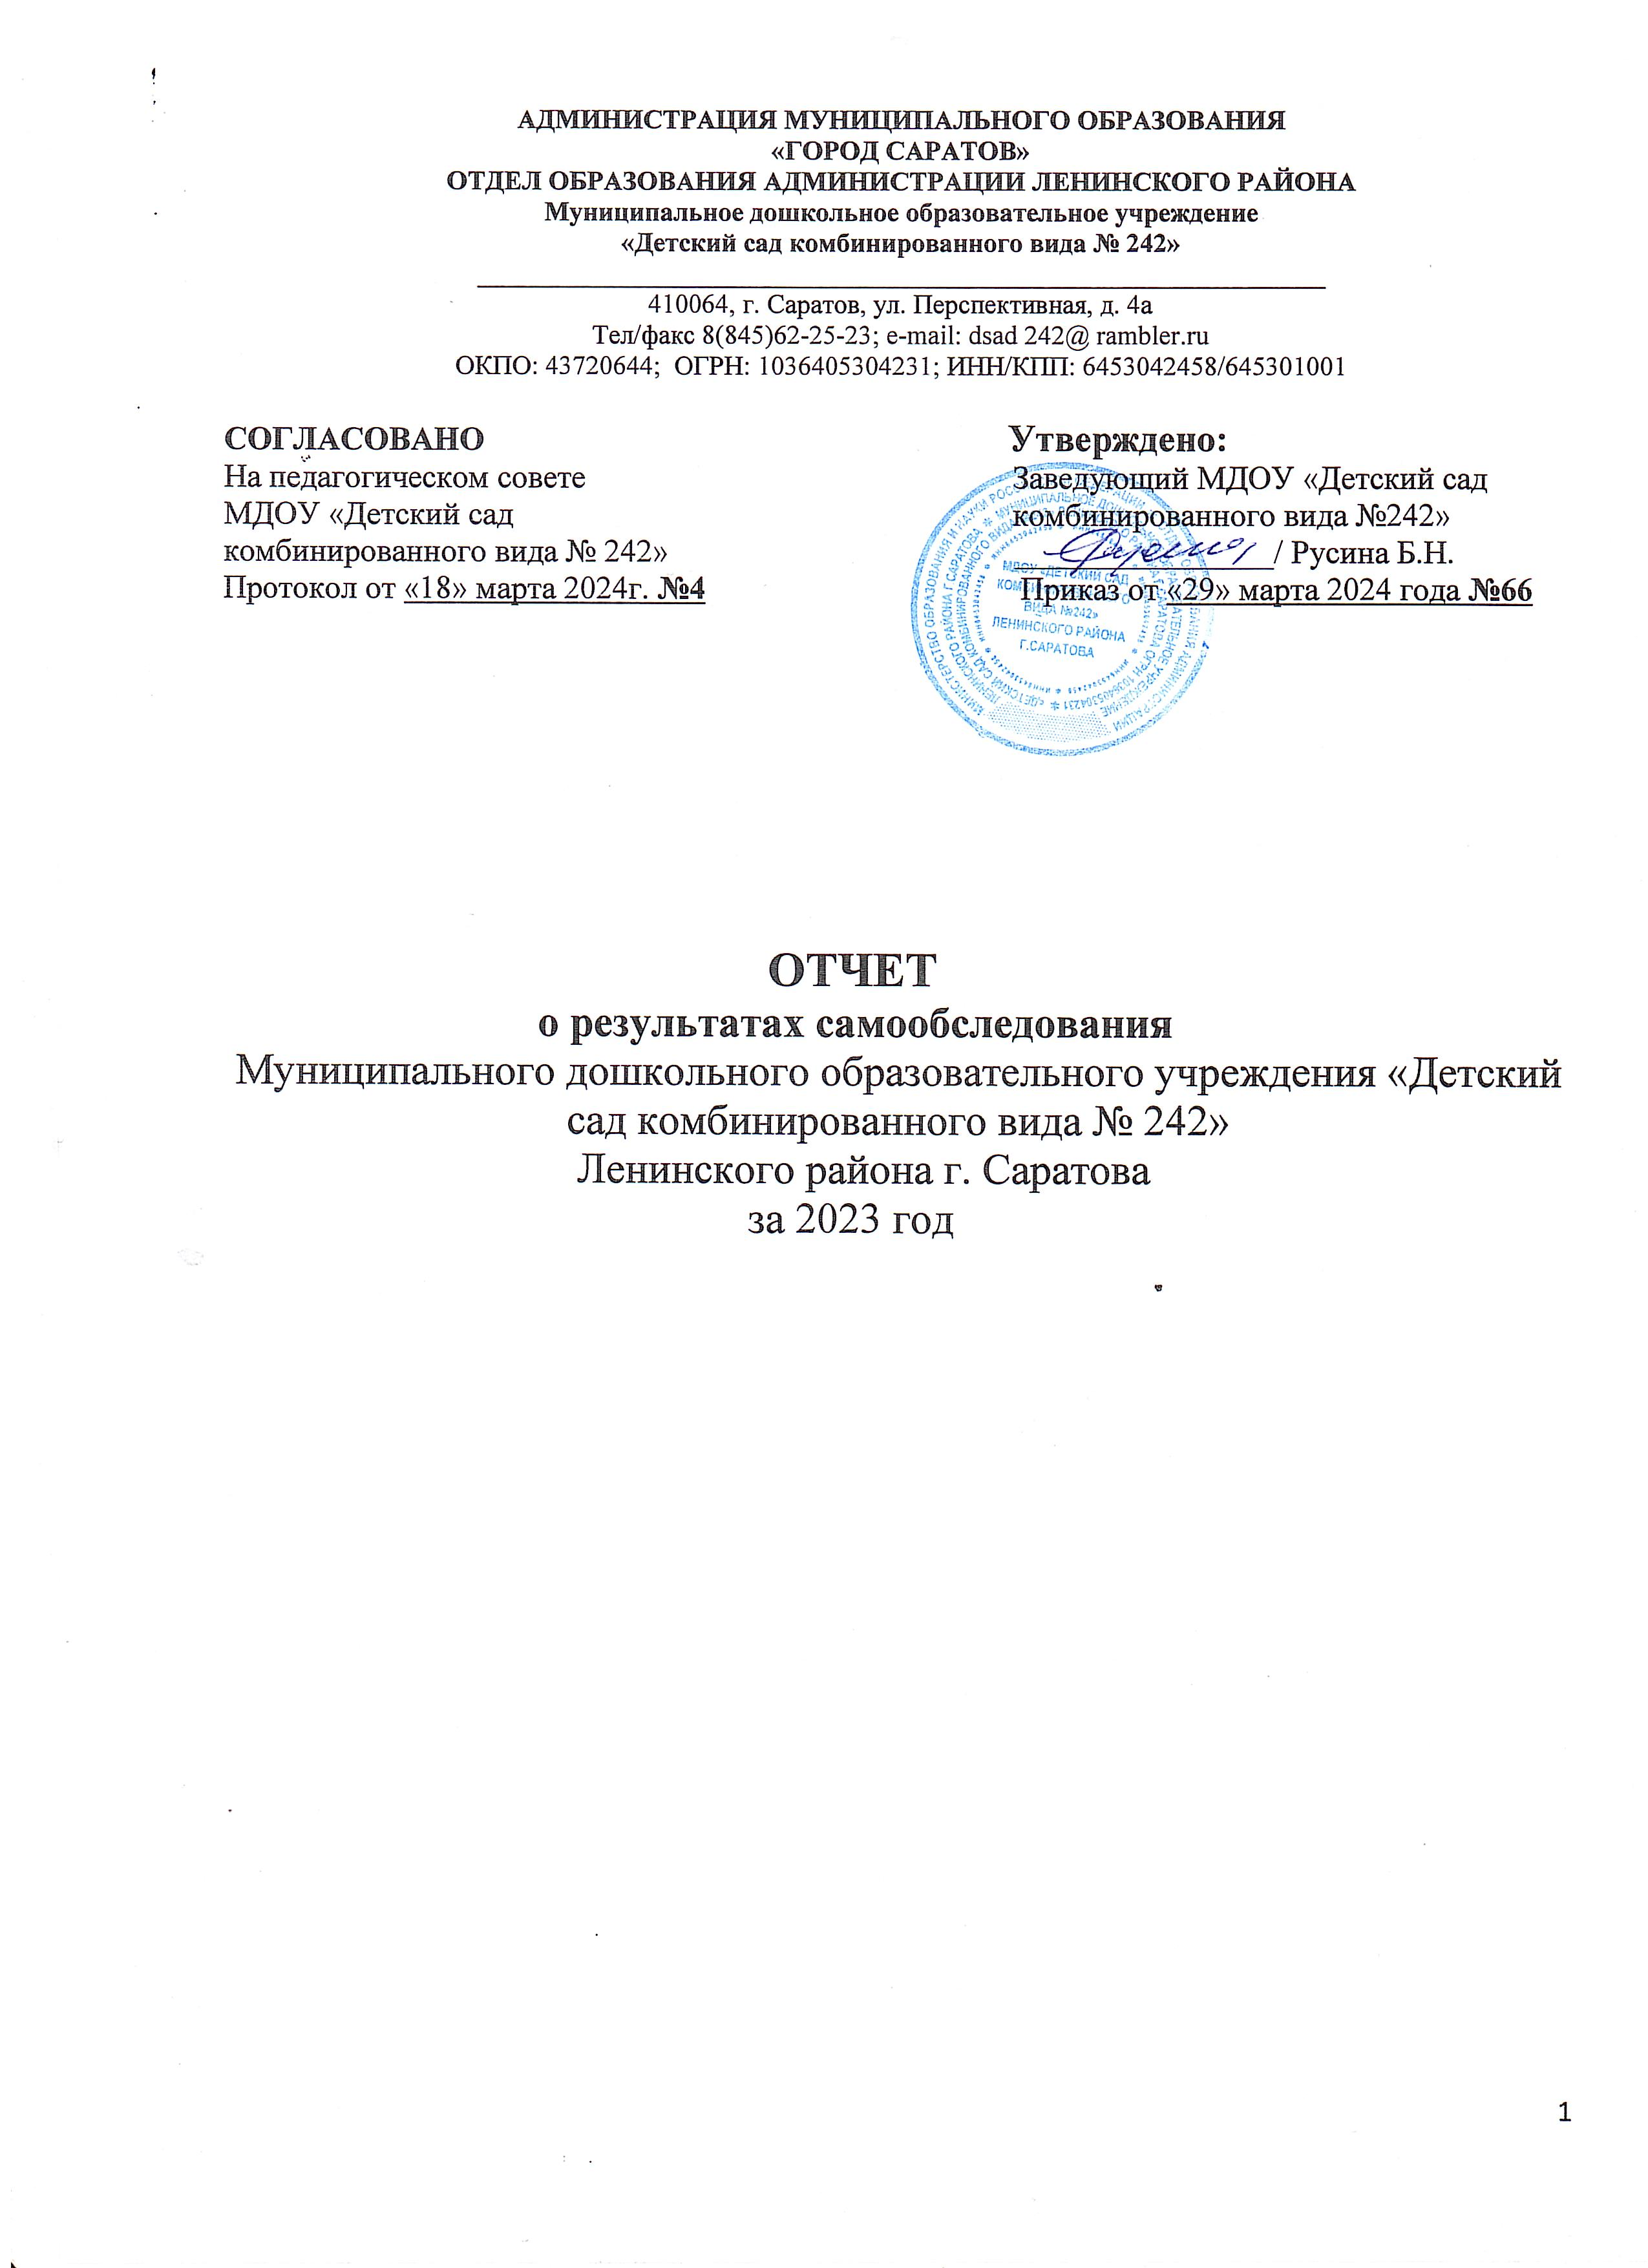 АДМИНИСТРАЦИЯ МУНИЦИПАЛЬНОГО ОБРАЗОВАНИЯ
«ГОРОД САРАТОВ»
ОТДЕЛ ОБРАЗОВАНИЯ АДМИНИСТРАЦИИ ЛЕНИНСКОГО РАЙОНА
Муниципальное дошкольное образовательное учреждение
«Детский сад комбинированного вида № 242»
410064, г. Саратов, ул. Перспективная, д. 4а
Тел/факс 8(845)62-25-23; e-mail: dsad 242@ rambler.ru
ОКПО: 43720644; ОГРН: 1036405304231; ИНН/КПП: 6453042458/645301001
СОГЛАСОВАНО
На педагогическом совете
МДОУ «Детский сад
комбинированного вида № 242»
Протокол от «18» марта 2024г. №4
Утверждено:
Заведующий МДОУ «Детский сад
комбинированного вида №242»
/ Русина Б.Н.
Приказ от «29» марта 2024 года №66
МДОУ «ДЕТСКИЙ САД
КОМБИНИРОВАННОГО
ВИДА №242»
ЛЕНИНСКОГО РАЙОНА
Г.САРАТОВА
ОТЧЕТ
о результатах самообследования
Муниципального дошкольного образовательного учреждения «Детский
сад комбинированного вида № 242»
Ленинского района г. Саратова
за 2023 год
1